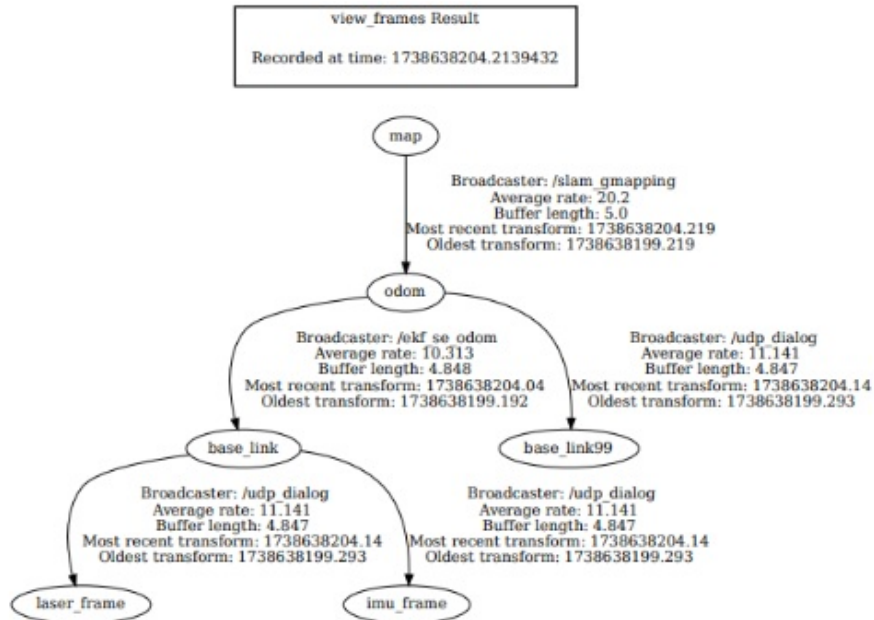 view_frames Result
Recorded at time: 1738638204.2139432
map
Broadcaster: /slam_gmapping
Average rate: 20.2
Buffer length: 5.0
Most recent transform: 1738638204.219
Oldest transform: 1738638199.219
odom
Broadcaster: /ekf_se_odom
Average rate: 10.313
Buffer length: 4.848
Most recent transform: 1738638204.04
Oldest transform: 1738638199.192
Broadcaster: /udp_dialog
Average rate: 11.141
Buffer length: 4.847
Most recent transform: 1738638204.14
Oldest transform: 1738638199.293
base_link
base_link99
Broadcaster: /udp_dialog
Average rate: 11.141
Buffer length: 4.847
Most recent transform: 1738638204.14
Oldest transform: 1738638199.293
Broadcaster: /udp_dialog
Average rate: 11.141
Buffer length: 4.847
Most recent transform: 1738638204.14
Oldest transform: 1738638199.293
laser_frame
imu_frame